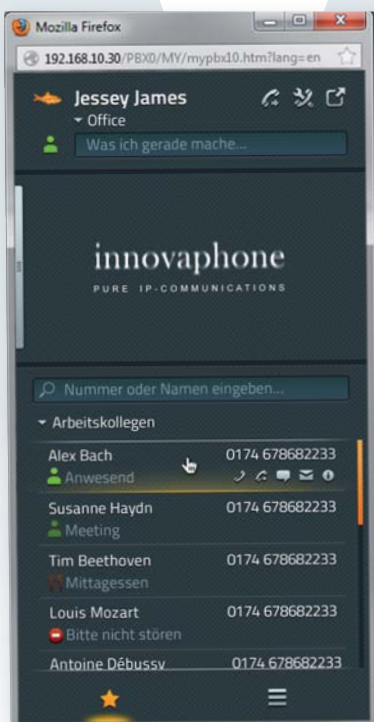 Mozilla Firefox
192.168.10.30/PBX0/MY/mypbx10.htm?lang=en
Jessey James
Office
Was ich gerade mache...
innovaphone
PURE IP-COMMUNICATIONS
Nummer oder Namen eingeben...
Arbeitskollegen
Alex Bach 0174 678682233
Anwesend
Susanne Haydn 0174 678682233
Meeting
Tim Beethoven 0174 678682233
Mittagessen
Louis Mozart 0174 678682233
Bitte nicht stören
Antoine Débussy 0174 678682233